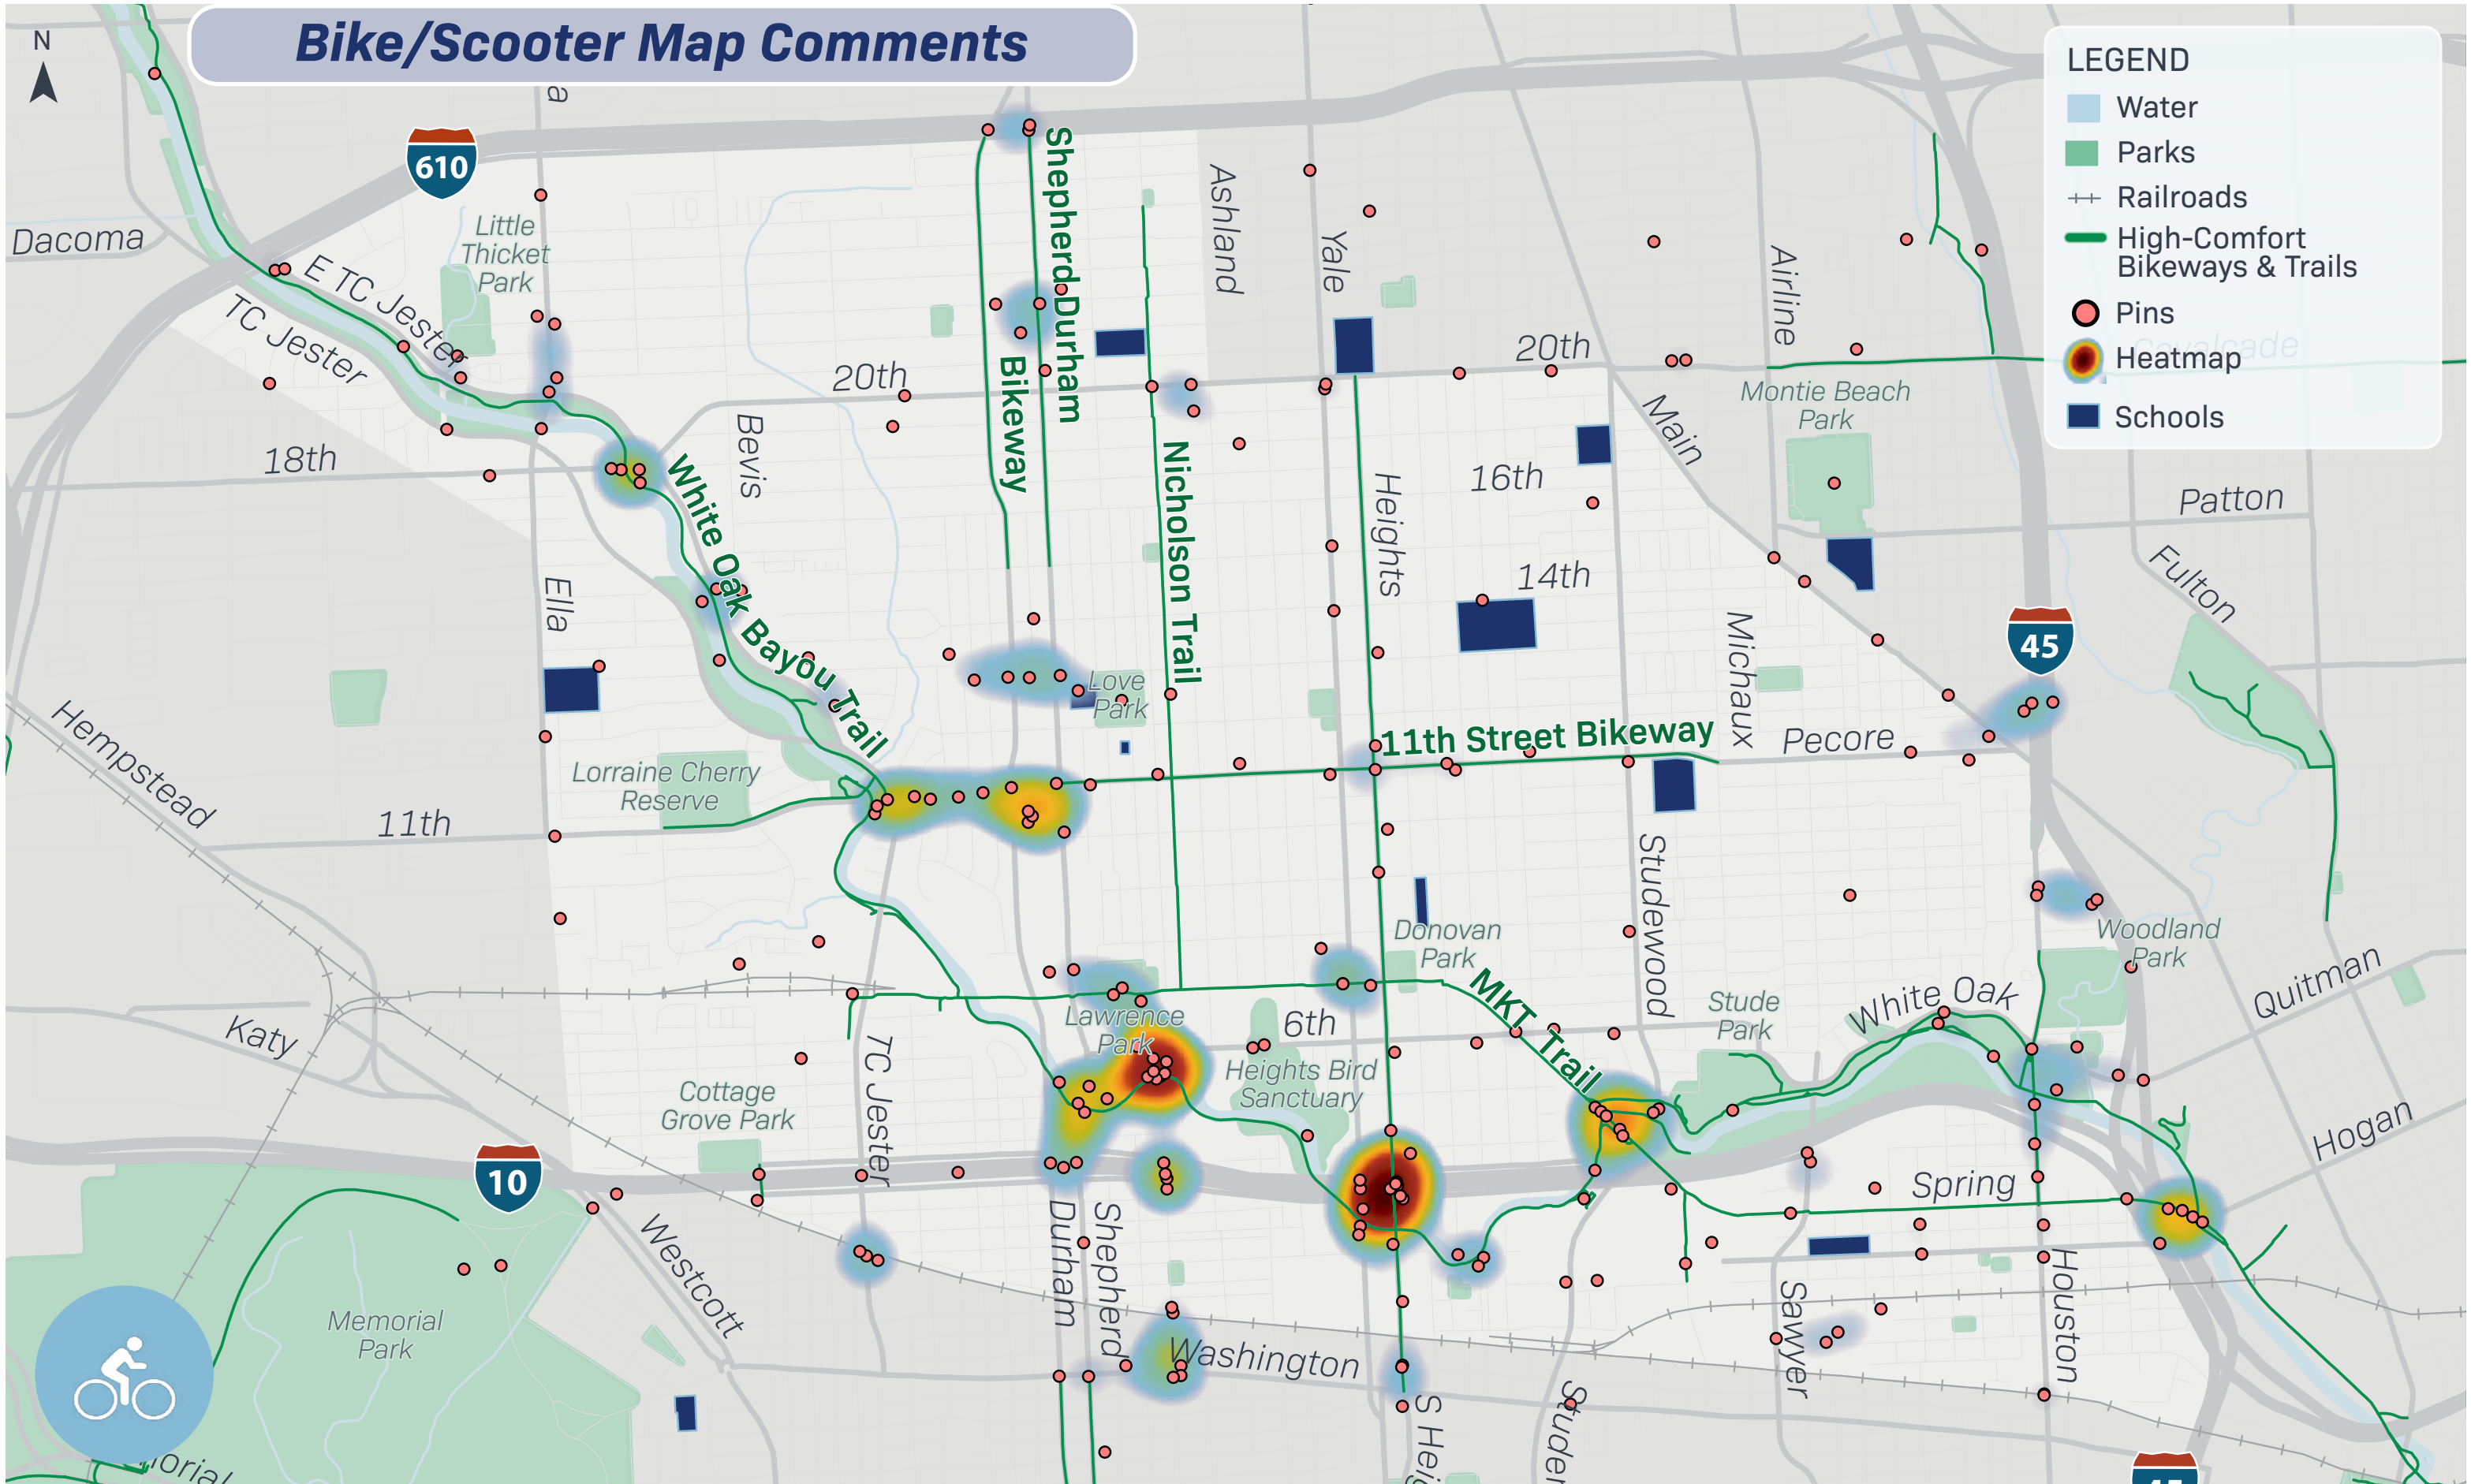 Bike/Scooter Map Comments
N
LEGEND
Water
Parks
Railroads
High-Comfort
Bikeways & Trails
Pins
Heatmap
Schools
a
610
Dacoma
Little
Thicket
Park
E TC Jester
TC Jester
Shepherd
Durham
Bikeway
Ashland
Yale
Airline
Cavalcade
20th
20th
Montie Beach
Park
Main
18th
Bevis
White Oak Bayou Trail
Nicholson Trail
Heights
16th
Patton
14th
Fulton
Ella
Michaux
45
Love
Park
11th Street Bikeway
Pecore
Hempstead
Lorraine Cherry
Reserve
11th
Studewood
Donovan
Park
Woodland
Park
Quitman
MKT Trail
Stude
Park
White Oak
Katy
Lawrence
Park
6th
TC Jester
Heights Bird
Sanctuary
Cottage
Grove Park
Hogan
10
Spring
Westcott
Durham
Shepherd
Houston
Sawyer
Memorial
Park
Washington
S Hei
Studer
orial
45